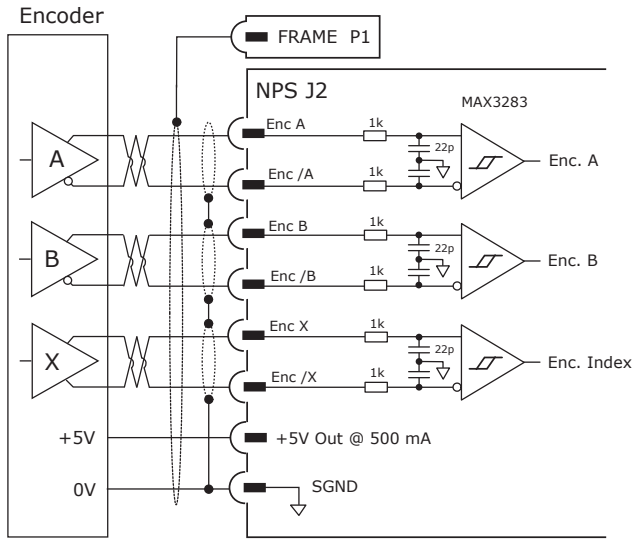 Encoder
FRAME P1
NPS J2
MAX3283
Enc A
1k
A
22p
Enc. A
Enc /A
1k
Enc B
1k
B
22p
Enc. B
Enc /B
1k
Enc X
1k
X
22p
Enc. Index
Enc /X
1k
+5V
+5V Out @ 500 mA
0V
SGND